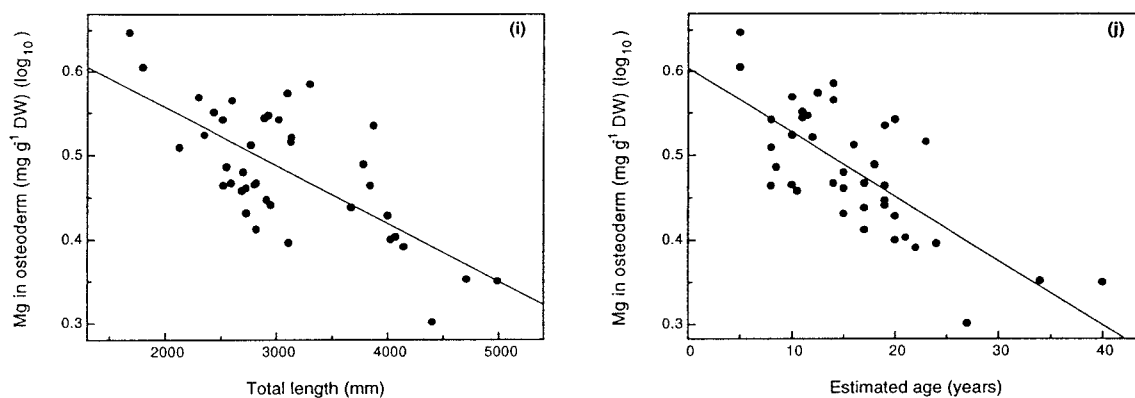 (i)
Mg in osteoderm (mg g¹ DW) (log₁₀)
0.6
0.5
0.4
0.3
2000 3000 4000 5000
Total length (mm)
(j)
Mg in osteoderm (mg g¹ DW) (log₁₀)
0.6
0.5
0.4
0.3
0 10 20 30 40
Estimated age (years)